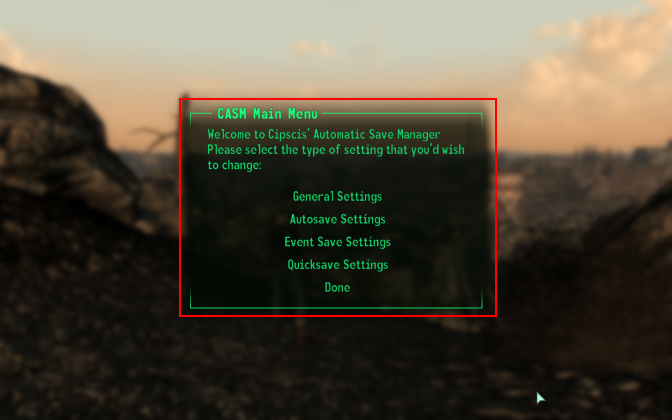 CASM Main Menu
Welcome to Cipscis' Automatic Save Manager
Please select the type of setting that you'd wish
to change:
General Settings
Autosave Settings
Event Save Settings
Quicksave Settings
Done